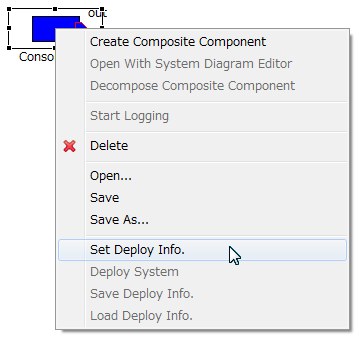 out
Conso
Create Composite Component
Open With System Diagram Editor
Decompose Composite Component
Start Logging
Delete
Open...
Save
Save As...
Set Deploy Info.
Deploy System
Save Deploy Info.
Load Deploy Info.